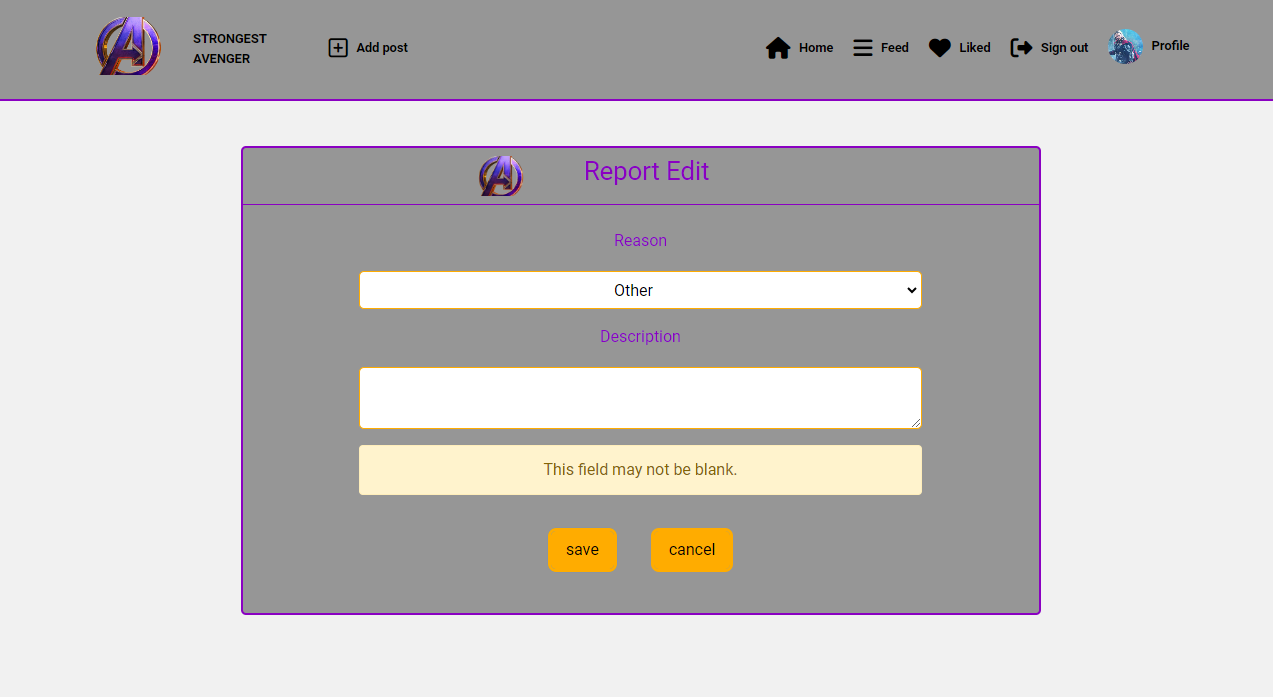 STRONGEST
AVENGER
Add post
Home
Feed
Liked
Sign out
Profile
Report Edit
Reason
Other
Description
This field may not be blank.
save
cancel